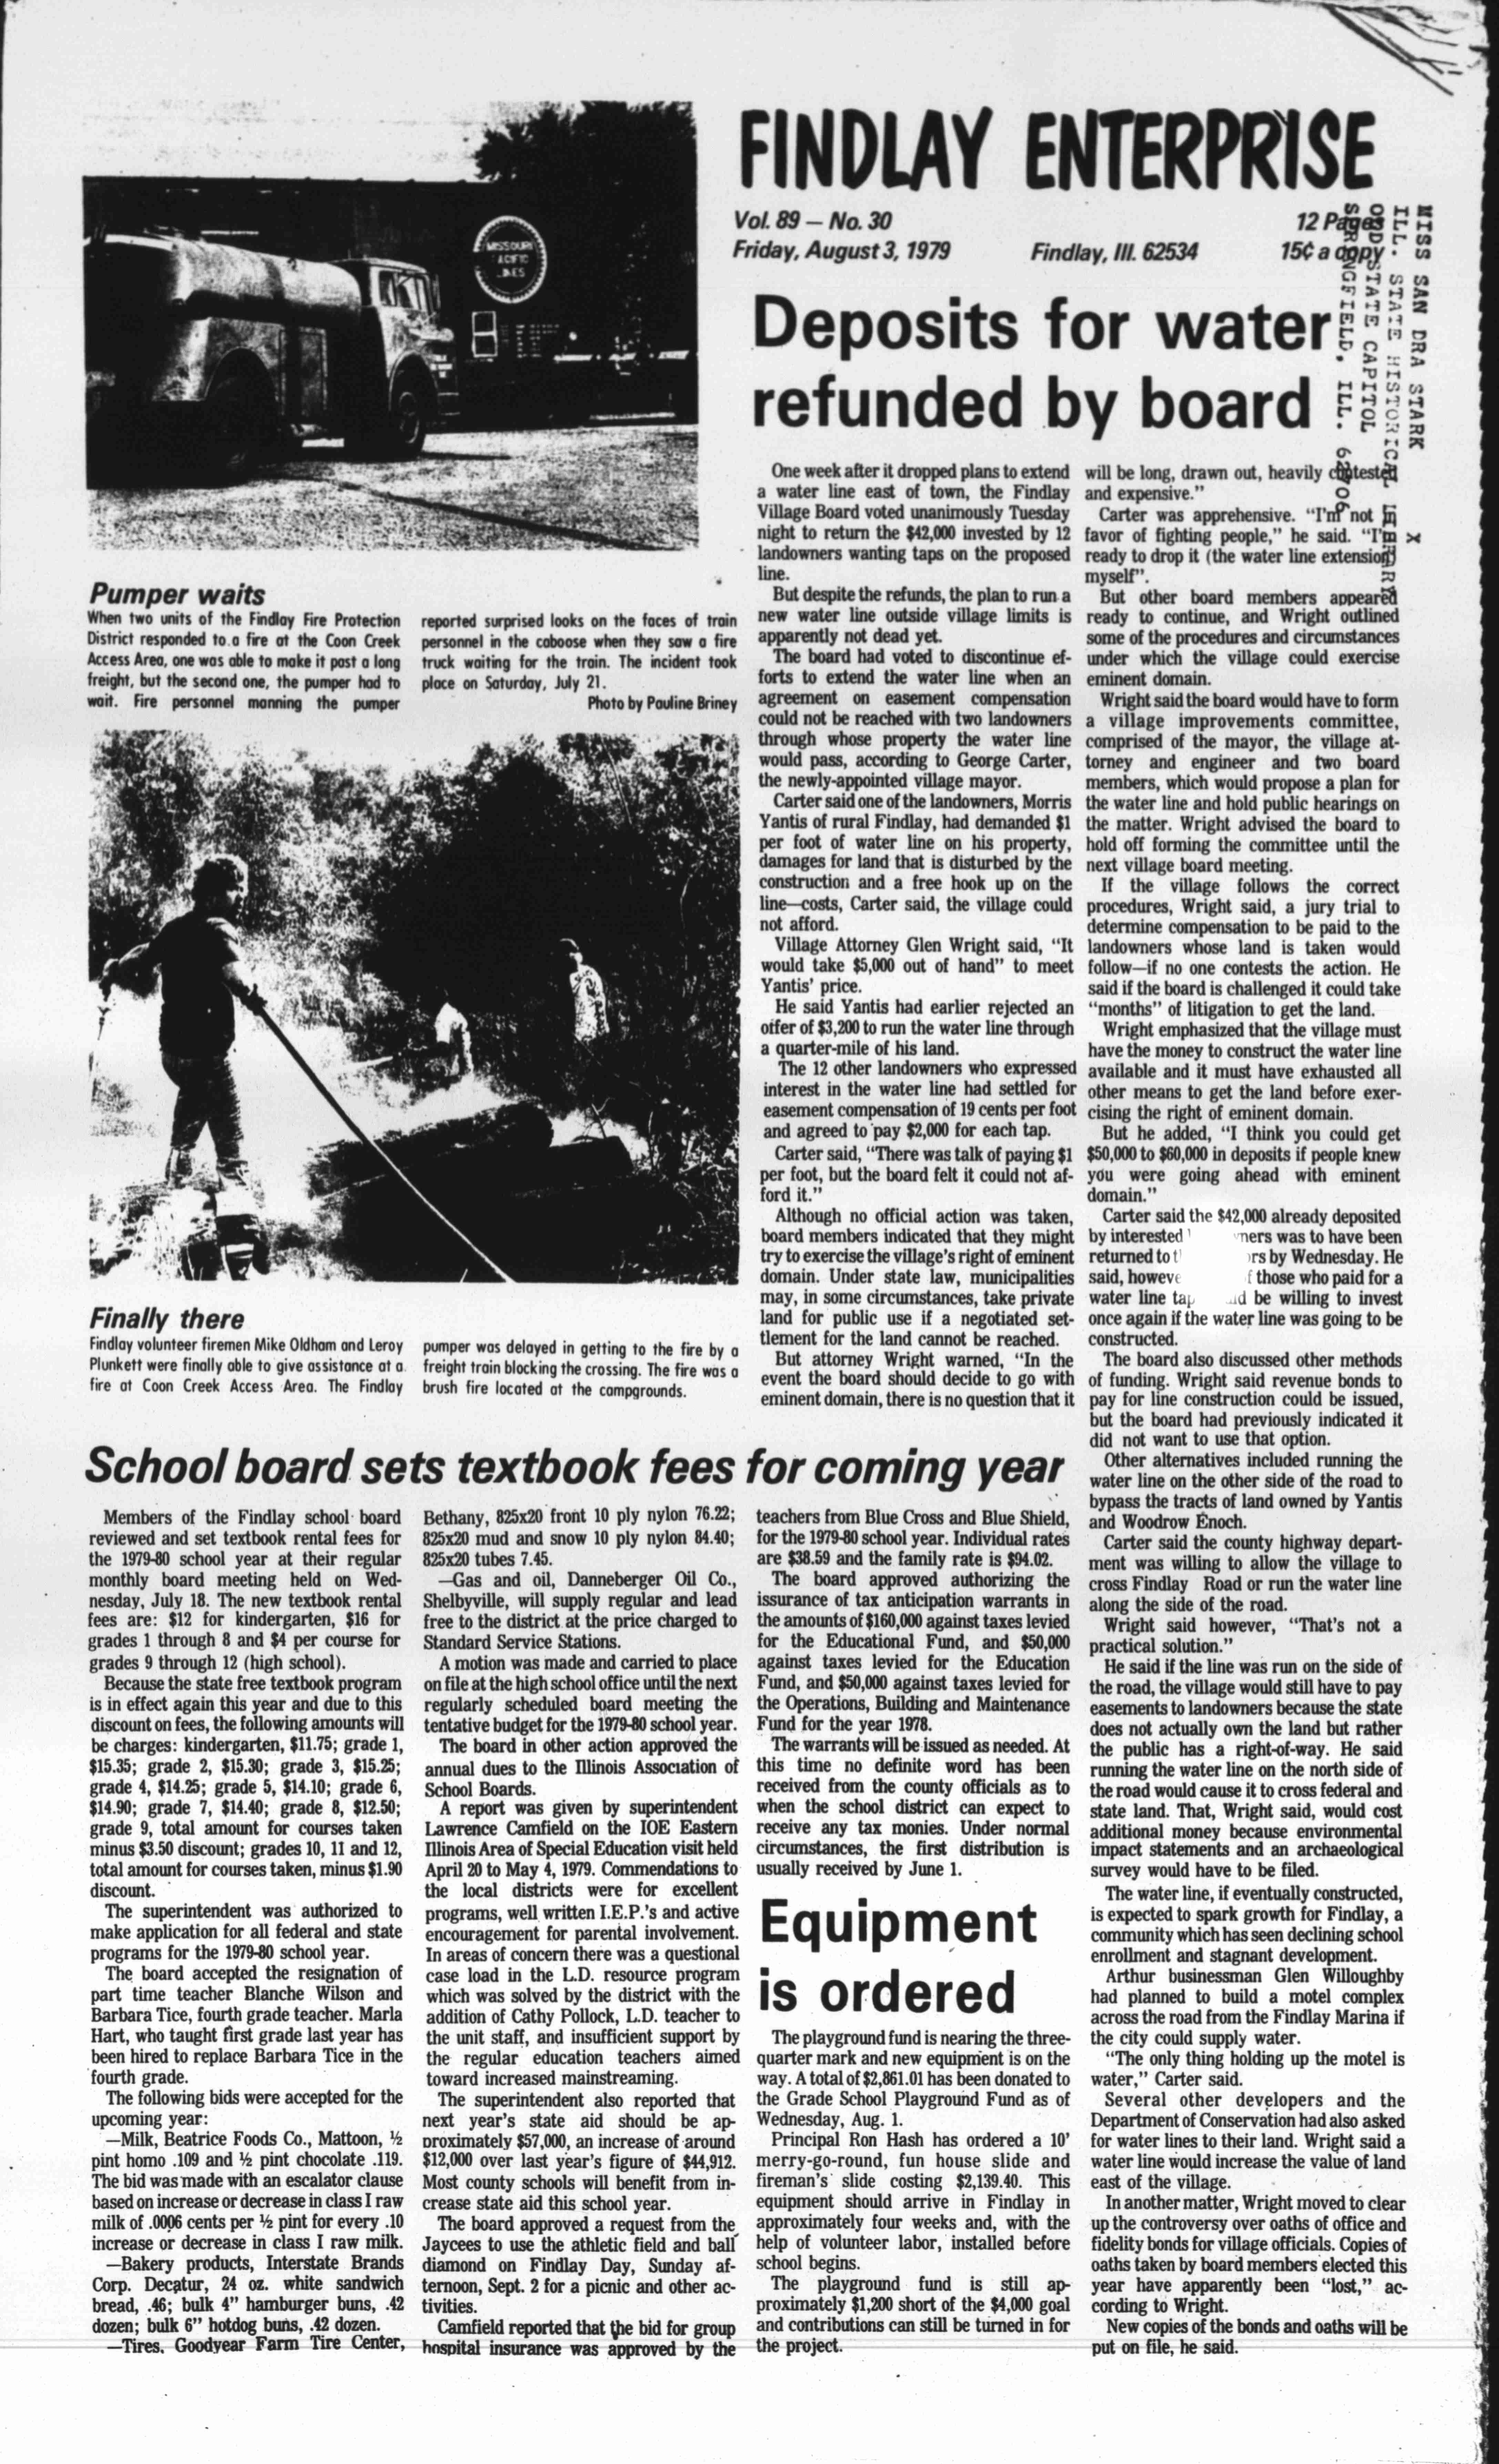 FINDLAY ENTERPRISE
Vol. 89 — No. 30
12 Pages
Friday, August 3, 1979
Findlay, Ill. 62534
15¢ a copy
MISS SAN DRA STARK X
ILL. STATE HISTORICAL
OLD STATE CAPITOL
SPRINGFIELD, ILL. 62706
MISSOURI
PACIFIC
LINES
Pumper waits
When two units of the Findlay Fire Protection
District responded to a fire at the Coon Creek
Access Area, one was able to make it past a long
freight, but the second one, the pumper had to
wait. Fire personnel manning the pumper
reported surprised looks on the faces of train
personnel in the caboose when they saw a fire
truck waiting for the train. The incident took
place on Saturday, July 21.
Photo by Pauline Briney
Finally there
Findlay volunteer firemen Mike Oldham and Leroy
Plunkett were finally able to give assistance at a
fire at Coon Creek Access Area. The Findlay
pumper was delayed in getting to the fire by a
freight train blocking the crossing. The fire was a
brush fire located at the campgrounds.
Deposits for water
refunded by board
One week after it dropped plans to extend
a water line east of town, the Findlay
Village Board voted unanimously Tuesday
night to return the $42,000 invested by 12
landowners wanting taps on the proposed
line.
But despite the refunds, the plan to run a
new water line outside village limits is
apparently not dead yet.
The board had voted to discontinue ef-
forts to extend the water line when an
agreement on easement compensation
could not be reached with two landowners
through whose property the water line
would pass, according to George Carter,
the newly-appointed village mayor.
Carter said one of the landowners, Morris
Yantis of rural Findlay, had demanded $1
per foot of water line on his property,
damages for land that is disturbed by the
construction and a free hook up on the
line—costs, Carter said, the village could
not afford.
Village Attorney Glen Wright said, "It
would take $5,000 out of hand" to meet
Yantis' price.
He said Yantis had earlier rejected an
offer of $3,200 to run the water line through
a quarter-mile of his land.
The 12 other landowners who expressed
interest in the water line had settled for
easement compensation of 19 cents per foot
and agreed to pay $2,000 for each tap.
Carter said, "There was talk of paying $1
per foot, but the board felt it could not af-
ford it."
Although no official action was taken,
board members indicated that they might
try to exercise the village's right of eminent
domain. Under state law, municipalities
may, in some circumstances, take private
land for public use if a negotiated set-
tlement for the land cannot be reached.
But attorney Wright warned, "In the
event the board should decide to go with
eminent domain, there is no question that it
will be long, drawn out, heavily contested
and expensive."
Carter was apprehensive. "I'm not in
favor of fighting people," he said. "I'm
ready to drop it (the water line extension)
myself".
But other board members appeared
ready to continue, and Wright outlined
some of the procedures and circumstances
under which the village could exercise
eminent domain.
Wright said the board would have to form
a village improvements committee,
comprised of the mayor, the village at-
torney and engineer and two board
members, which would propose a plan for
the water line and hold public hearings on
the matter. Wright advised the board to
hold off forming the committee until the
next village board meeting.
If the village follows the correct
procedures, Wright said, a jury trial to
determine compensation to be paid to the
landowners whose land is taken would
follow—if no one contests the action. He
said if the board is challenged it could take
"months" of litigation to get the land.
Wright emphasized that the village must
have the money to construct the water line
available and it must have exhausted all
other means to get the land before exer-
cising the right of eminent domain.
But he added, "I think you could get
$50,000 to $60,000 in deposits if people knew
you were going ahead with eminent
domain."
Carter said the $42,000 already deposited
by interested was to have been
returned to by Wednesday. He
said, those who paid for a
water line be willing to invest
once again if the water line was going to be
constructed.
The board also discussed other methods
of funding. Wright said revenue bonds to
pay for line construction could be issued,
but the board had previously indicated it
did not want to use that option.
Other alternatives included running the
water line on the other side of the road to
bypass the tracts of land owned by Yantis
and Woodrow Enoch.
Carter said the county highway depart-
ment was willing to allow the village to
cross Findlay Road or run the water line
along the side of the road.
Wright said however, "That's not a
practical solution."
He said if the line was run on the side of
the road, the village would still have to pay
easements to landowners because the state
does not actually own the land but rather
the public has a right-of-way. He said
running the water line on the north side of
the road would cause it to cross federal and
state land. That, Wright said, would cost
additional money because environmental
impact statements and an archaeological
survey would have to be filed.
The water line, if eventually constructed,
is expected to spark growth for Findlay, a
community which has seen declining school
enrollment and stagnant development.
Arthur businessman Glen Willoughby
had planned to build a motel complex
across the road from the Findlay Marina if
the city could supply water.
"The only thing holding up the motel is
water," Carter said.
Several other developers and the
Department of Conservation had also asked
for water lines to their land. Wright said a
water line would increase the value of land
east of the village.
In another matter, Wright moved to clear
up the controversy over oaths of office and
fidelity bonds for village officials. Copies of
oaths taken by board members elected this
year have apparently been "lost," ac-
cording to Wright.
New copies of the bonds and oaths will be
put on file, he said.
School board sets textbook fees for coming year
Members of the Findlay school board
reviewed and set textbook rental fees for
the 1979-80 school year at their regular
monthly board meeting held on Wed-
nesday, July 18. The new textbook rental
fees are: $12 for kindergarten, $16 for
grades 1 through 8 and $4 per course for
grades 9 through 12 (high school).
Because the state free textbook program
is in effect again this year and due to this
discount on fees, the following amounts will
be charges: kindergarten, $11.75; grade 1,
$15.35; grade 2, $15.30; grade 3, $15.25;
grade 4, $14.25; grade 5, $14.10; grade 6,
$14.90; grade 7, $14.40; grade 8, $12.50;
grade 9, total amount for courses taken
minus $3.50 discount; grades 10, 11 and 12,
total amount for courses taken, minus $1.90
discount.
The superintendent was authorized to
make application for all federal and state
programs for the 1979-80 school year.
The board accepted the resignation of
part time teacher Blanche Wilson and
Barbara Tice, fourth grade teacher. Marla
Hart, who taught first grade last year has
been hired to replace Barbara Tice in the
fourth grade.
The following bids were accepted for the
upcoming year:
—Milk, Beatrice Foods Co., Mattoon, ½
pint homo .109 and ½ pint chocolate .119.
The bid was made with an escalator clause
based on increase or decrease in class I raw
milk of .0006 cents per ½ pint for every .10
increase or decrease in class I raw milk.
—Bakery products, Interstate Brands
Corp. Decatur, 24 oz. white sandwich
bread, .46; bulk 4" hamburger buns, .42
dozen; bulk 6" hotdog buns, .42 dozen.
—Tires, Goodyear Farm Tire Center,
Bethany, 825x20 front 10 ply nylon 76.22;
825x20 mud and snow 10 ply nylon 84.40;
825x20 tubes 7.45.
—Gas and oil, Danneberger Oil Co.,
Shelbyville, will supply regular and lead
free to the district at the price charged to
Standard Service Stations.
A motion was made and carried to place
on file at the high school office until the next
regularly scheduled board meeting the
tentative budget for the 1979-80 school year.
The board in other action approved the
annual dues to the Illinois Association of
School Boards.
A report was given by superintendent
Lawrence Camfield on the IOE Eastern
Illinois Area of Special Education visit held
April 20 to May 4, 1979. Commendations to
the local districts were for excellent
programs, well written I.E.P.'s and active
encouragement for parental involvement.
In areas of concern there was a questional
case load in the L.D. resource program
which was solved by the district with the
addition of Cathy Pollock, L.D. teacher to
the unit staff, and insufficient support by
the regular education teachers aimed
toward increased mainstreaming.
The superintendent also reported that
next year's state aid should be ap-
proximately $57,000, an increase of around
$12,000 over last year's figure of $44,912.
Most county schools will benefit from in-
crease state aid this school year.
The board approved a request from the
Jaycees to use the athletic field and ball
diamond on Findlay Day, Sunday af-
ternoon, Sept. 2 for a picnic and other ac-
tivities.
Camfield reported that the bid for group
hospital insurance was approved by the
teachers from Blue Cross and Blue Shield,
for the 1979-80 school year. Individual rates
are $38.59 and the family rate is $94.02.
The board approved authorizing the
issurance of tax anticipation warrants in
the amounts of $160,000 against taxes levied
for the Educational Fund, and $50,000
against taxes levied for the Education
Fund, and $50,000 against taxes levied for
the Operations, Building and Maintenance
Fund for the year 1978.
The warrants will be issued as needed. At
this time no definite word has been
received from the county officials as to
when the school district can expect to
receive any tax monies. Under normal
circumstances, the first distribution is
usually received by June 1.
Equipment
is ordered
The playground fund is nearing the three-
quarter mark and new equipment is on the
way. A total of $2,861.01 has been donated to
the Grade School Playground Fund as of
Wednesday, Aug. 1.
Principal Ron Hash has ordered a 10'
merry-go-round, fun house slide and
fireman's slide costing $2,139.40. This
equipment should arrive in Findlay in
approximately four weeks and, with the
help of volunteer labor, installed before
school begins.
The playground fund is still ap-
proximately $1,200 short of the $4,000 goal
and contributions can still be turned in for
the project.